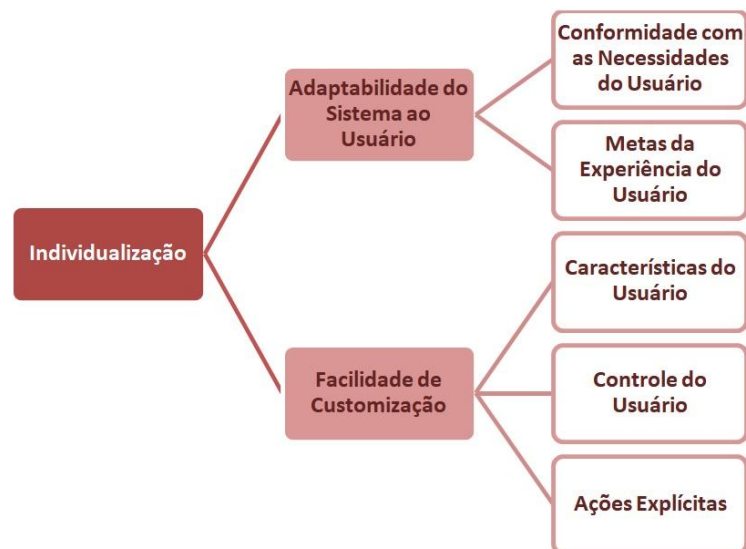 Individualização
Adaptabilidade do
Sistema ao
Usuário
Conformidade com
as Necessidades
do Usuário
Metas da
Experiência do
Usuário
Facilidade de
Customização
Características do
Usuário
Controle do
Usuário
Ações Explícitas